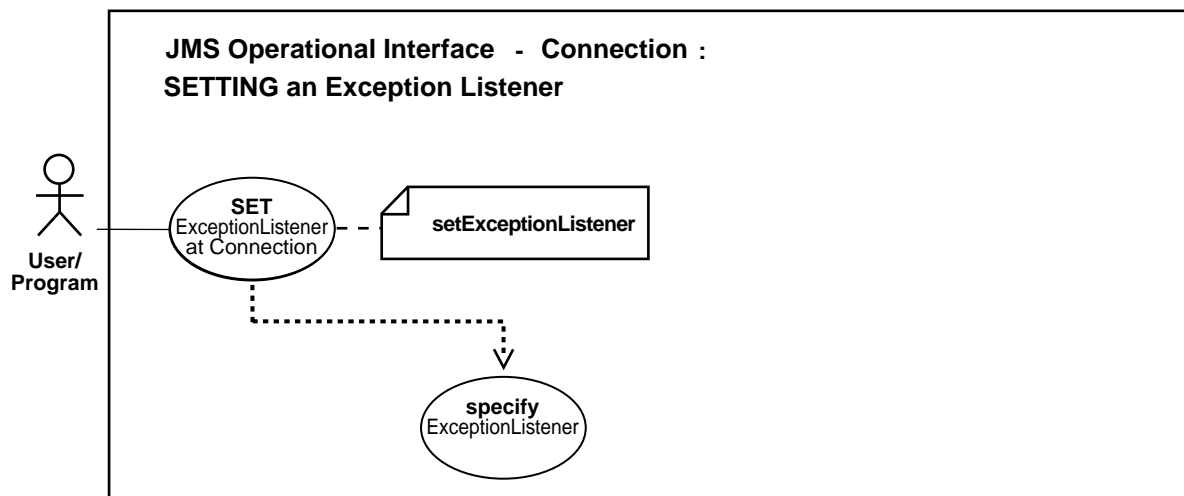 JMS Operational Interface - Connection :
SETTING an Exception Listener
SET
ExceptionListener
at Connection
setExceptionListener
User/
Program
specify
ExceptionListener